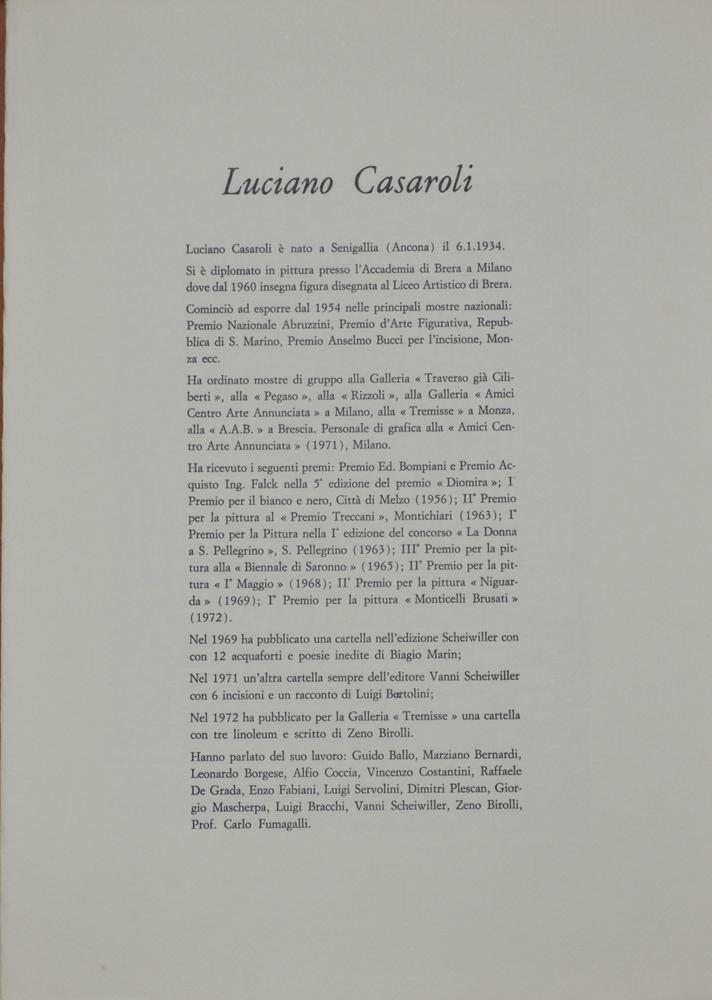 Luciano Casaroli
Luciano Casaroli è nato a Senigallia (Ancona) il 6.1.1934.
Si è diplomato in pittura presso l'Accademia di Brera a Milano
dove dal 1960 insegna figura disegnata al Liceo Artistico di Brera.
Cominciò ad esporre dal 1954 nelle principali mostre nazionali:
Premio Nazionale Abruzzini, Premio d'Arte Figurativa, Repub-
blica di S. Marino, Premio Anselmo Bucci per l'incisione, Mon-
za ecc.
Ha ordinato mostre di gruppo alla Galleria « Traverso già Cili-
berti », alla « Pegaso », alla « Rizzoli », alla Galleria « Amici
Centro Arte Annunciata » a Milano, alla « Tremisse » a Monza,
alla « A.A.B. » a Brescia. Personale di grafica alla « Amici Cen-
tro Arte Annunciata » (1971), Milano.
Ha ricevuto i seguenti premi: Premio Ed. Bompiani e Premio Ac-
quisto Ing. Falck nella 5ª edizione del premio « Diomira »; I°
Premio per il bianco e nero, Città di Melzo (1956); II° Premio
per la pittura al « Premio Treccani », Montichiari (1963); I°
Premio per la Pittura nella Iª edizione del concorso « La Donna
a S. Pellegrino », S. Pellegrino (1963); III° Premio per la pit-
tura alla « Biennale di Saronno » (1965); II° Premio per la pit-
tura « I° Maggio » (1968); II° Premio per la pittura « Niguar-
da » (1969); I° Premio per la pittura « Monticelli Brusati »
(1972).
Nel 1969 ha pubblicato una cartella nell'edizione Scheiwiller con
con 12 acquaforti e poesie inedite di Biagio Marin;
Nel 1971 un'altra cartella sempre dell'editore Vanni Scheiwiller
con 6 incisioni e un racconto di Luigi Bartolini;
Nel 1972 ha pubblicato per la Galleria « Tremisse » una cartella
con tre linoleum e scritto di Zeno Birolli.
Hanno parlato del suo lavoro: Guido Ballo, Marziano Bernardi,
Leonardo Borgese, Alfio Coccia, Vincenzo Costantini, Raffaele
De Grada, Enzo Fabiani, Luigi Servolini, Dimitri Plescan, Gior-
gio Mascherpa, Luigi Bracchi, Vanni Scheiwiller, Zeno Birolli,
Prof. Carlo Fumagalli.